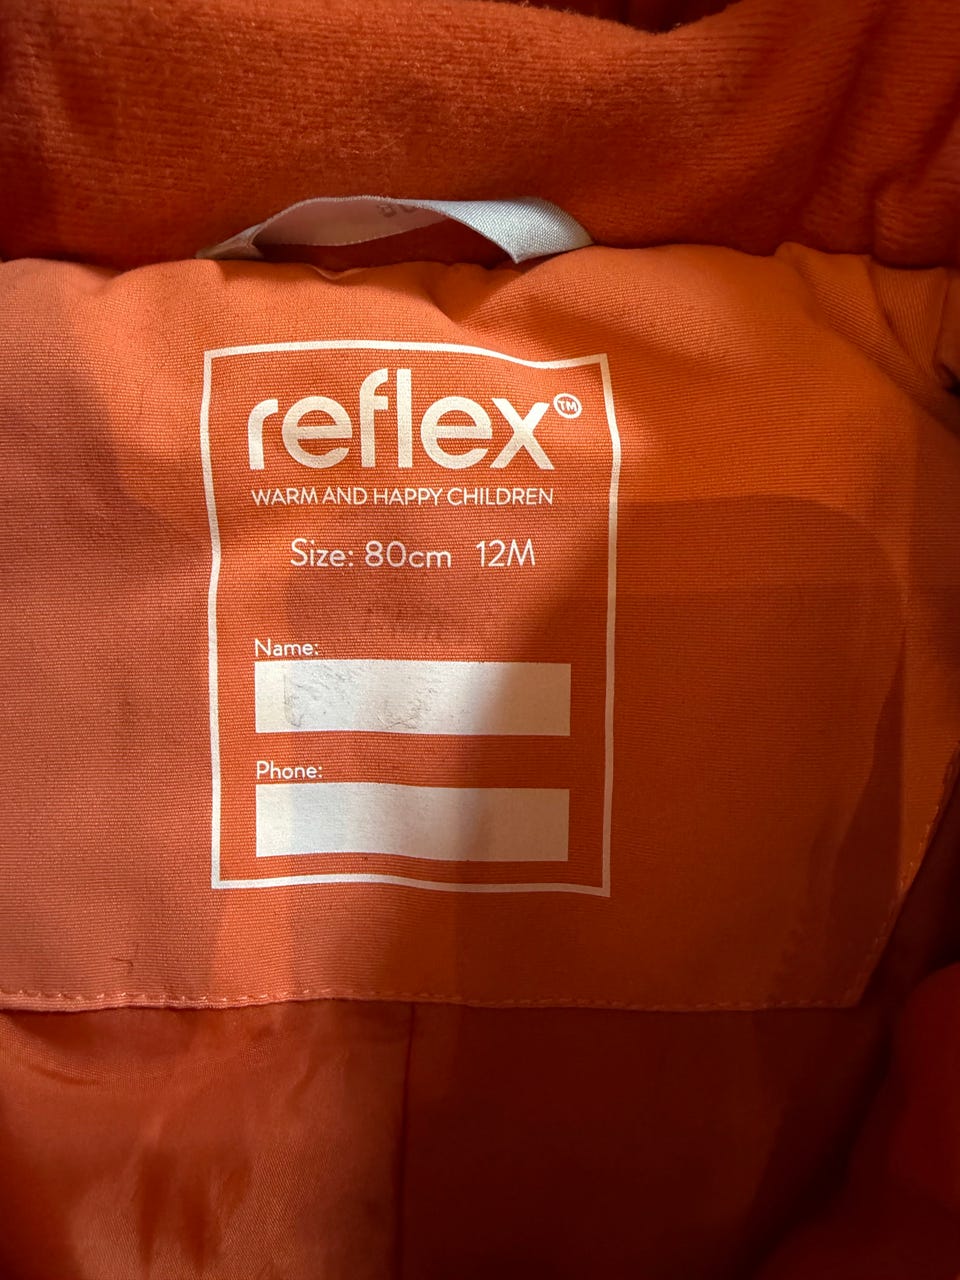 reflex™
WARM AND HAPPY CHILDREN
Size: 80cm 12M
Name:
Phone: